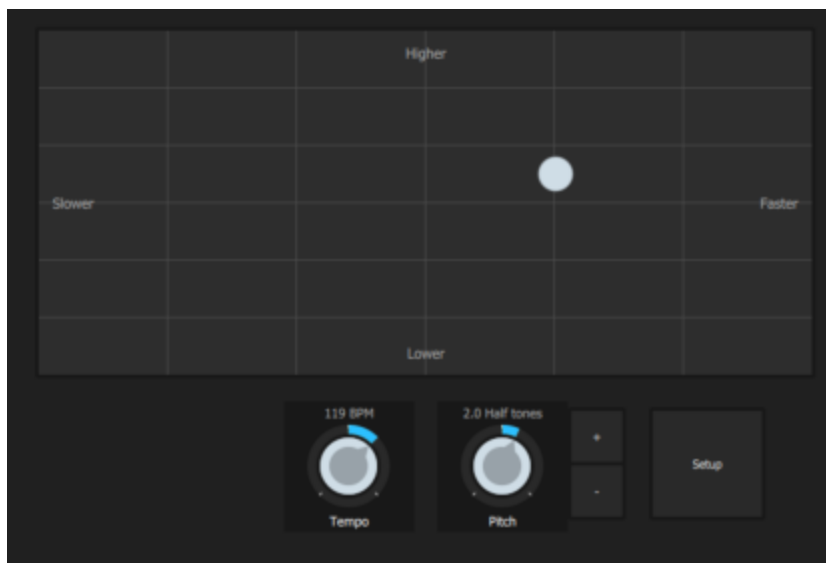 Higher
Slower
Faster
Lower
119 BPM
2.0 Half tones
+
Setup
-
Tempo
Pitch